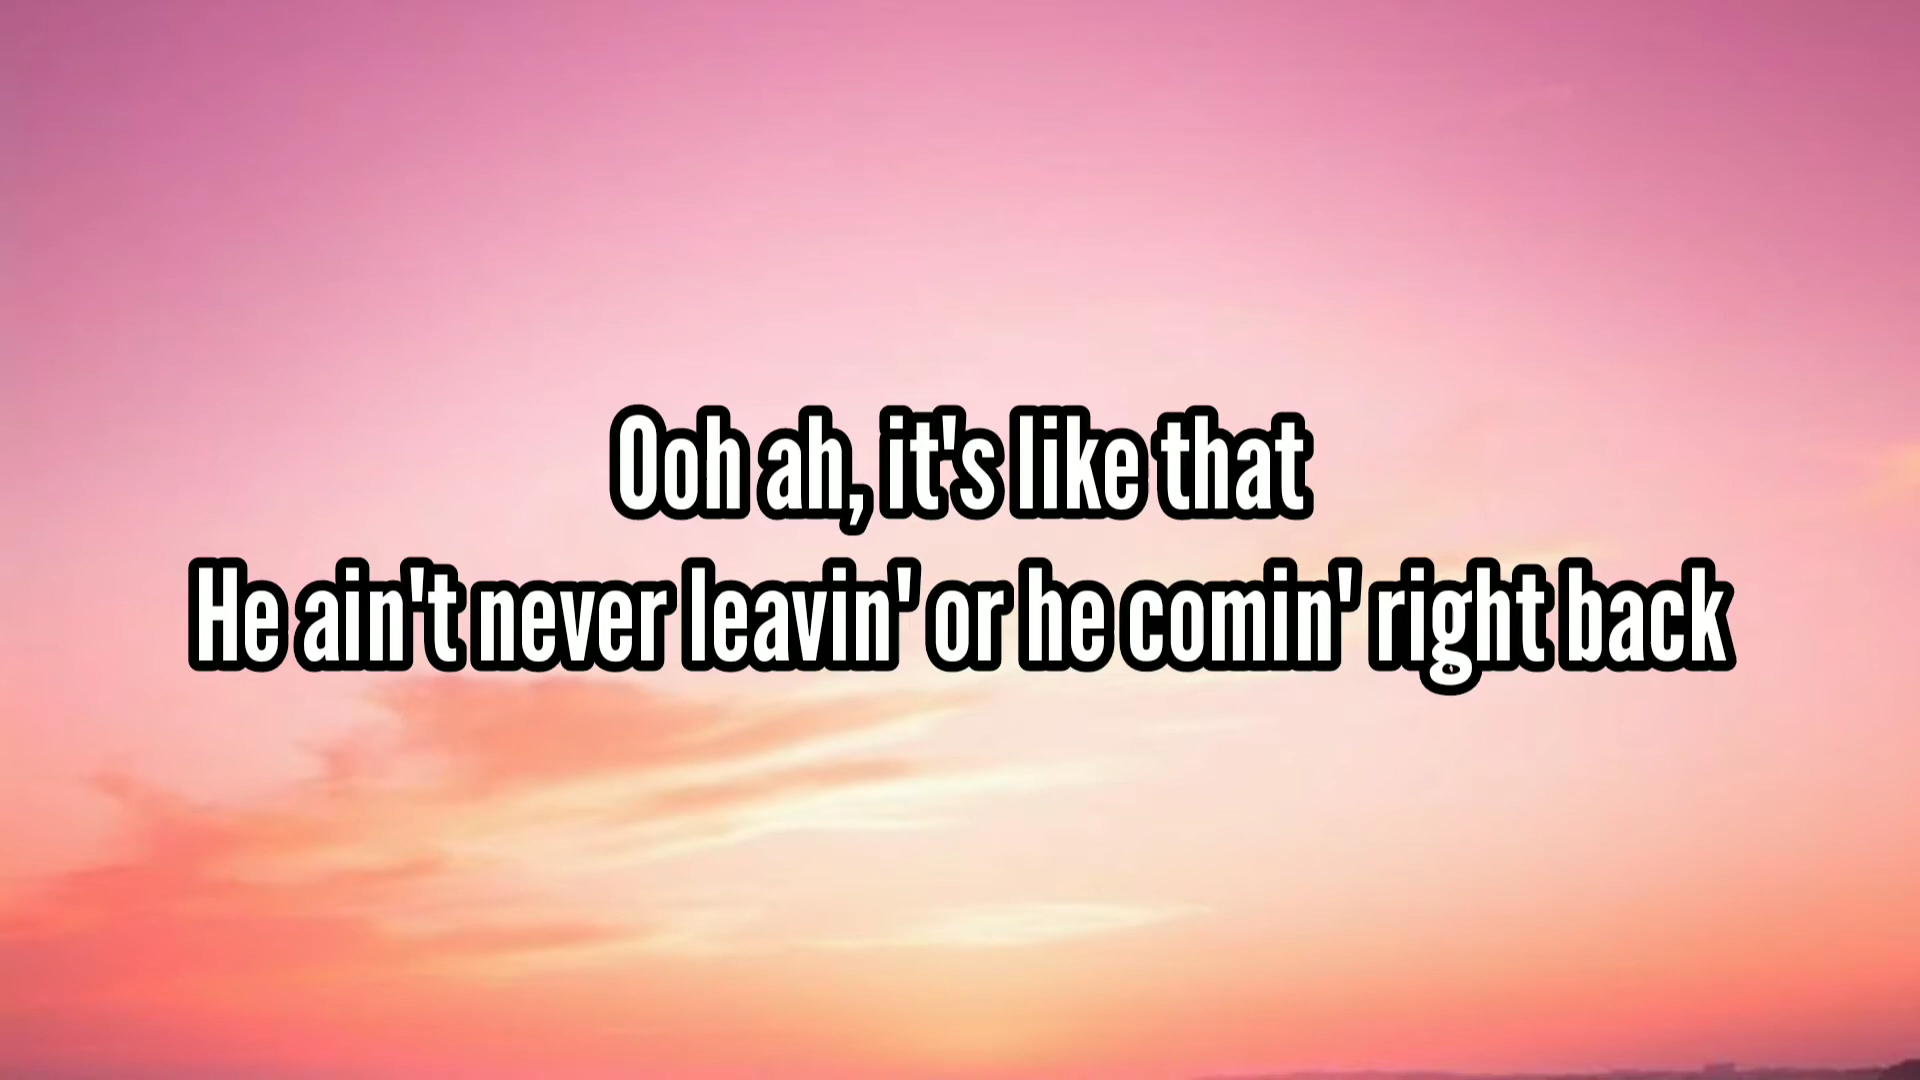 Ooh ah, it's like that
He ain't never leavin' or he comin' right back